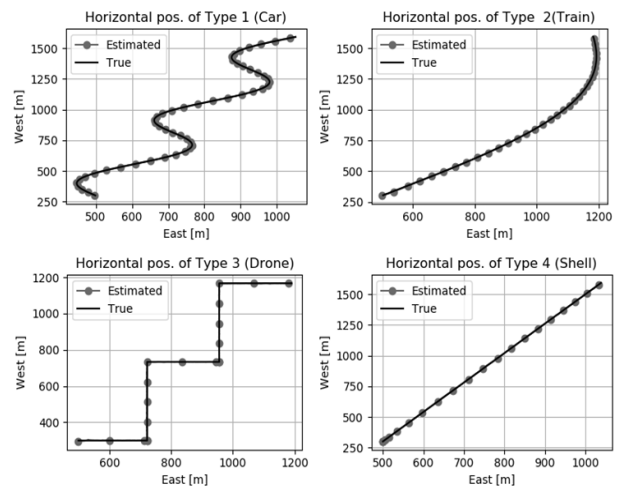 Horizontal pos. of Type 1 (Car)
Estimated
True
West [m]
1500
1250
1000
750
500
250
500 600 700 800 900 1000
East [m]
Horizontal pos. of Type  2(Train)
Estimated
True
West [m]
1500
1250
1000
750
500
250
600 800 1000 1200
East [m]
Horizontal pos. of Type 3 (Drone)
Estimated
True
West [m]
1200
1000
800
600
400
600 800 1000 1200
East [m]
Horizontal pos. of Type 4 (Shell)
Estimated
True
West [m]
1500
1250
1000
750
500
250
500 600 700 800 900 1000
East [m]